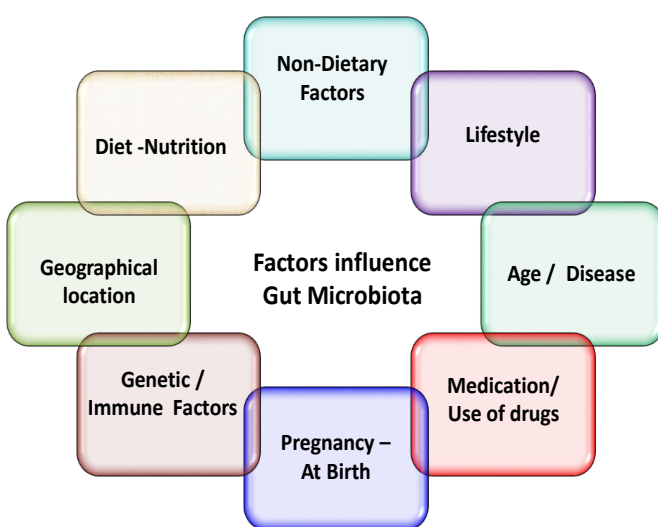 Non-Dietary
Factors
Lifestyle
Age / Disease
Medication/
Use of drugs
Pregnancy –
At Birth
Genetic /
Immune Factors
Geographical
location
Diet -Nutrition
Factors influence
Gut Microbiota